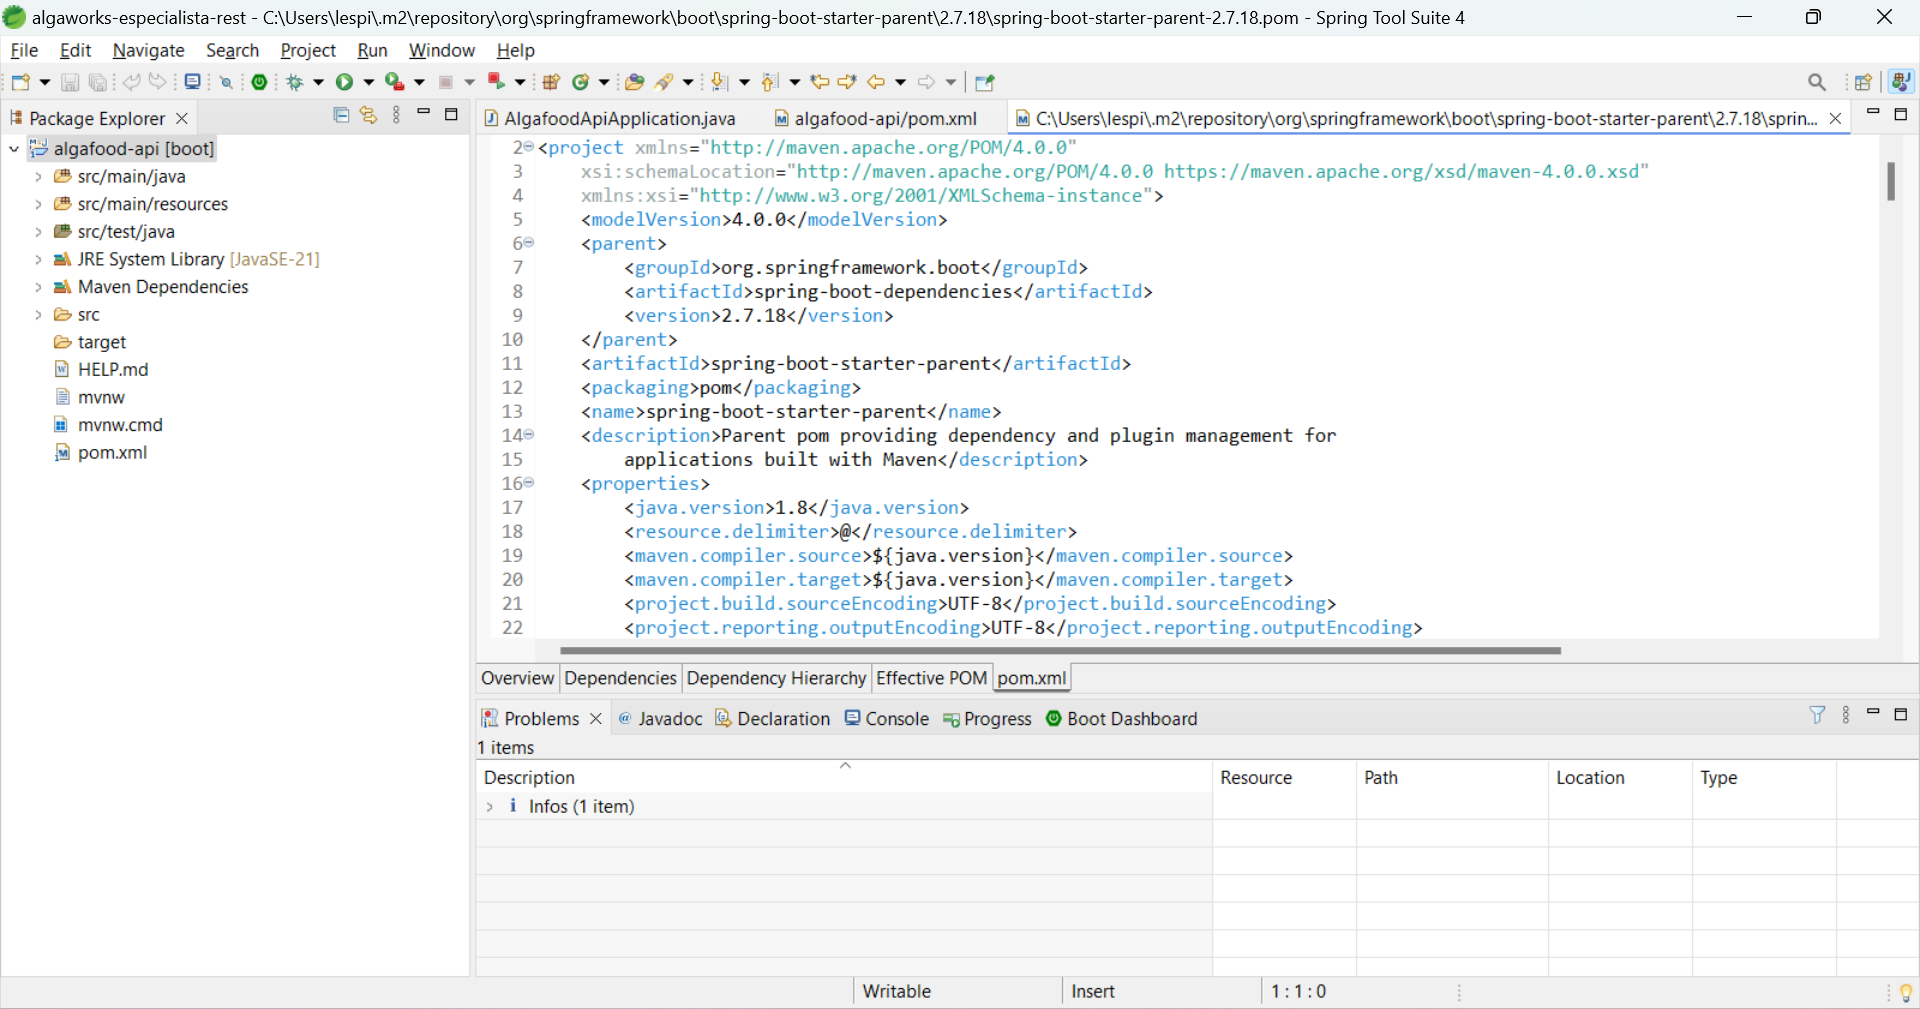 algaworks-especialista-rest - C:\Users\lespi\.m2\repository\org\springframework\boot\spring-boot-starter-parent\2.7.18\spring-boot-starter-parent-2.7.18.pom - Spring Tool Suite 4
File Edit Navigate Search Project Run Window Help
Package Explorer
algafood-api [boot]
src/main/java
src/main/resources
src/test/java
JRE System Library [JavaSE-21]
Maven Dependencies
src
target
HELP.md
mvnw
mvnw.cmd
pom.xml
AlgafoodApiApplication.java algafood-api/pom.xml C:\Users\lespi\.m2\repository\org\springframework\boot\spring-boot-starter-parent\2.7.18\sprin...
2 <project xmlns="http://maven.apache.org/POM/4.0.0"
3 xsi:schemaLocation="http://maven.apache.org/POM/4.0.0 https://maven.apache.org/xsd/maven-4.0.0.xsd"
4 xmlns:xsi="http://www.w3.org/2001/XMLSchema-instance">
5 <modelVersion>4.0.0</modelVersion>
6 <parent>
7 <groupId>org.springframework.boot</groupId>
8 <artifactId>spring-boot-dependencies</artifactId>
9 <version>2.7.18</version>
10 </parent>
11 <artifactId>spring-boot-starter-parent</artifactId>
12 <packaging>pom</packaging>
13 <name>spring-boot-starter-parent</name>
14 <description>Parent pom providing dependency and plugin management for
15 applications built with Maven</description>
16 <properties>
17 <java.version>1.8</java.version>
18 <resource.delimiter>@</resource.delimiter>
19 <maven.compiler.source>${java.version}</maven.compiler.source>
20 <maven.compiler.target>${java.version}</maven.compiler.target>
21 <project.build.sourceEncoding>UTF-8</project.build.sourceEncoding>
22 <project.reporting.outputEncoding>UTF-8</project.reporting.outputEncoding>
Overview Dependencies Dependency Hierarchy Effective POM pom.xml
Problems Javadoc Declaration Console Progress Boot Dashboard
1 items
Description Resource Path Location Type
Infos (1 item)
Writable Insert 1 : 1 : 0